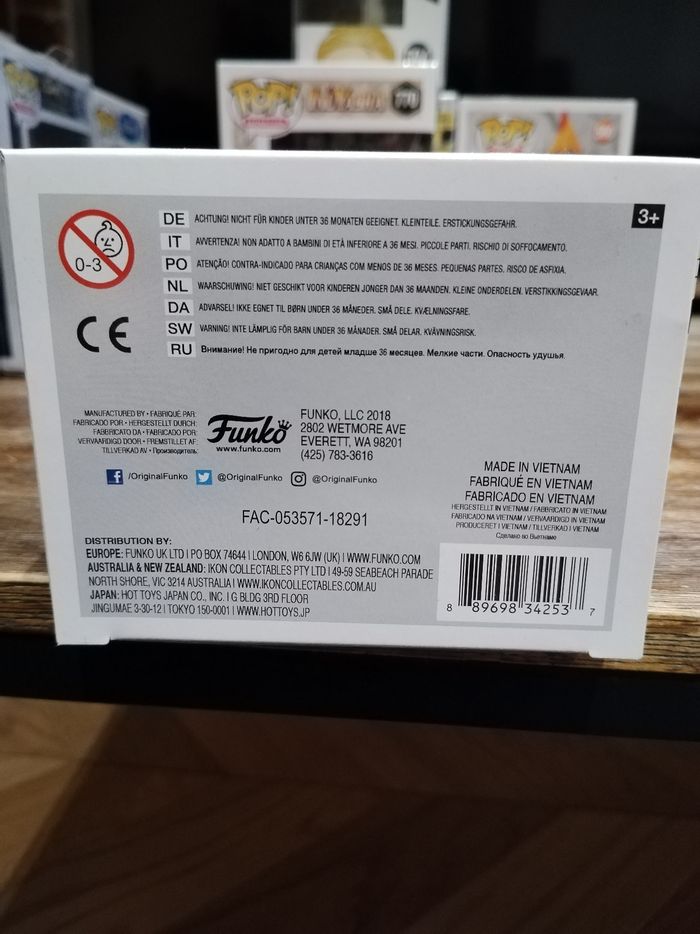 POP!
770
POP!
3+
0-3
DE ACHTUNG! NICHT FÜR KINDER UNTER 36 MONATEN GEEIGNET. KLEINTEILE. ERSTICKUNGSGEFAHR.
IT AVVERTENZA! NON ADATTO A BAMBINI DI ETÀ INFERIORE A 36 MESI. PICCOLE PARTI. RISCHIO DI SOFFOCAMENTO.
PO ATENÇÃO! CONTRA-INDICADO PARA CRIANÇAS COM MENOS DE 36 MESES. PEQUENAS PARTES. RISCO DE ASFIXIA.
NL WAARSCHUWING! NIET GESCHIKT VOOR KINDEREN JONGER DAN 36 MAANDEN. KLEINE ONDERDELEN. VERSTIKKINGSGEVAAR.
DA ADVARSEL! IKKE EGNET TIL BØRN UNDER 36 MÅNEDER. SMÅ DELE. KVÆLNINGSFARE.
SW VARNING! INTE LÄMPLIG FÖR BARN UNDER 36 MÅNADER. SMÅ DELAR. KVÄVNINGSRISK.
RU Внимание! Не пригодно для детей младше 36 месяцев. Мелкие части. Опасность удушья.
CE
MANUFACTURED BY • FABRIQUÉ PAR
FABRICADO POR • HERGESTELLT DURCH:
FABBRICATO DA • FABRICADO POR
VERVAARDIGD DOOR • FREMSTILLET AF
TILLVERKAD AV • Производитель:
Funko
www.funko.com
FUNKO, LLC 2018
2802 WETMORE AVE
EVERETT, WA 98201
(425) 783-3616
/OriginalFunko @OriginalFunko @OriginalFunko
MADE IN VIETNAM
FABRIQUÉ EN VIETNAM
FABRICADO EN VIETNAM
HERGESTELLT IN VIETNAM / FABBRICATO IN VIETNAM
FABRICADO NA VIETNAM / VERVAARDIGD IN VIETNAM
PRODUCERET I VIETNAM / TILLVERKAD I VIETNAM
Сделано во Вьетнаме
FAC-053571-18291
DISTRIBUTION BY:
EUROPE: FUNKO UK LTD I PO BOX 74644 I LONDON, W6 6JW (UK) I WWW.FUNKO.COM
AUSTRALIA & NEW ZEALAND: IKON COLLECTABLES PTY LTD I 49-59 SEABEACH PARADE
NORTH SHORE, VIC 3214 AUSTRALIA I WWW.IKONCOLLECTABLES.COM.AU
JAPAN: HOT TOYS JAPAN CO., INC. I G BLDG 3RD FLOOR
JINGUMAE 3-30-12 I TOKYO 150-0001 I WWW.HOTTOYS.JP
8 89698 34253 7